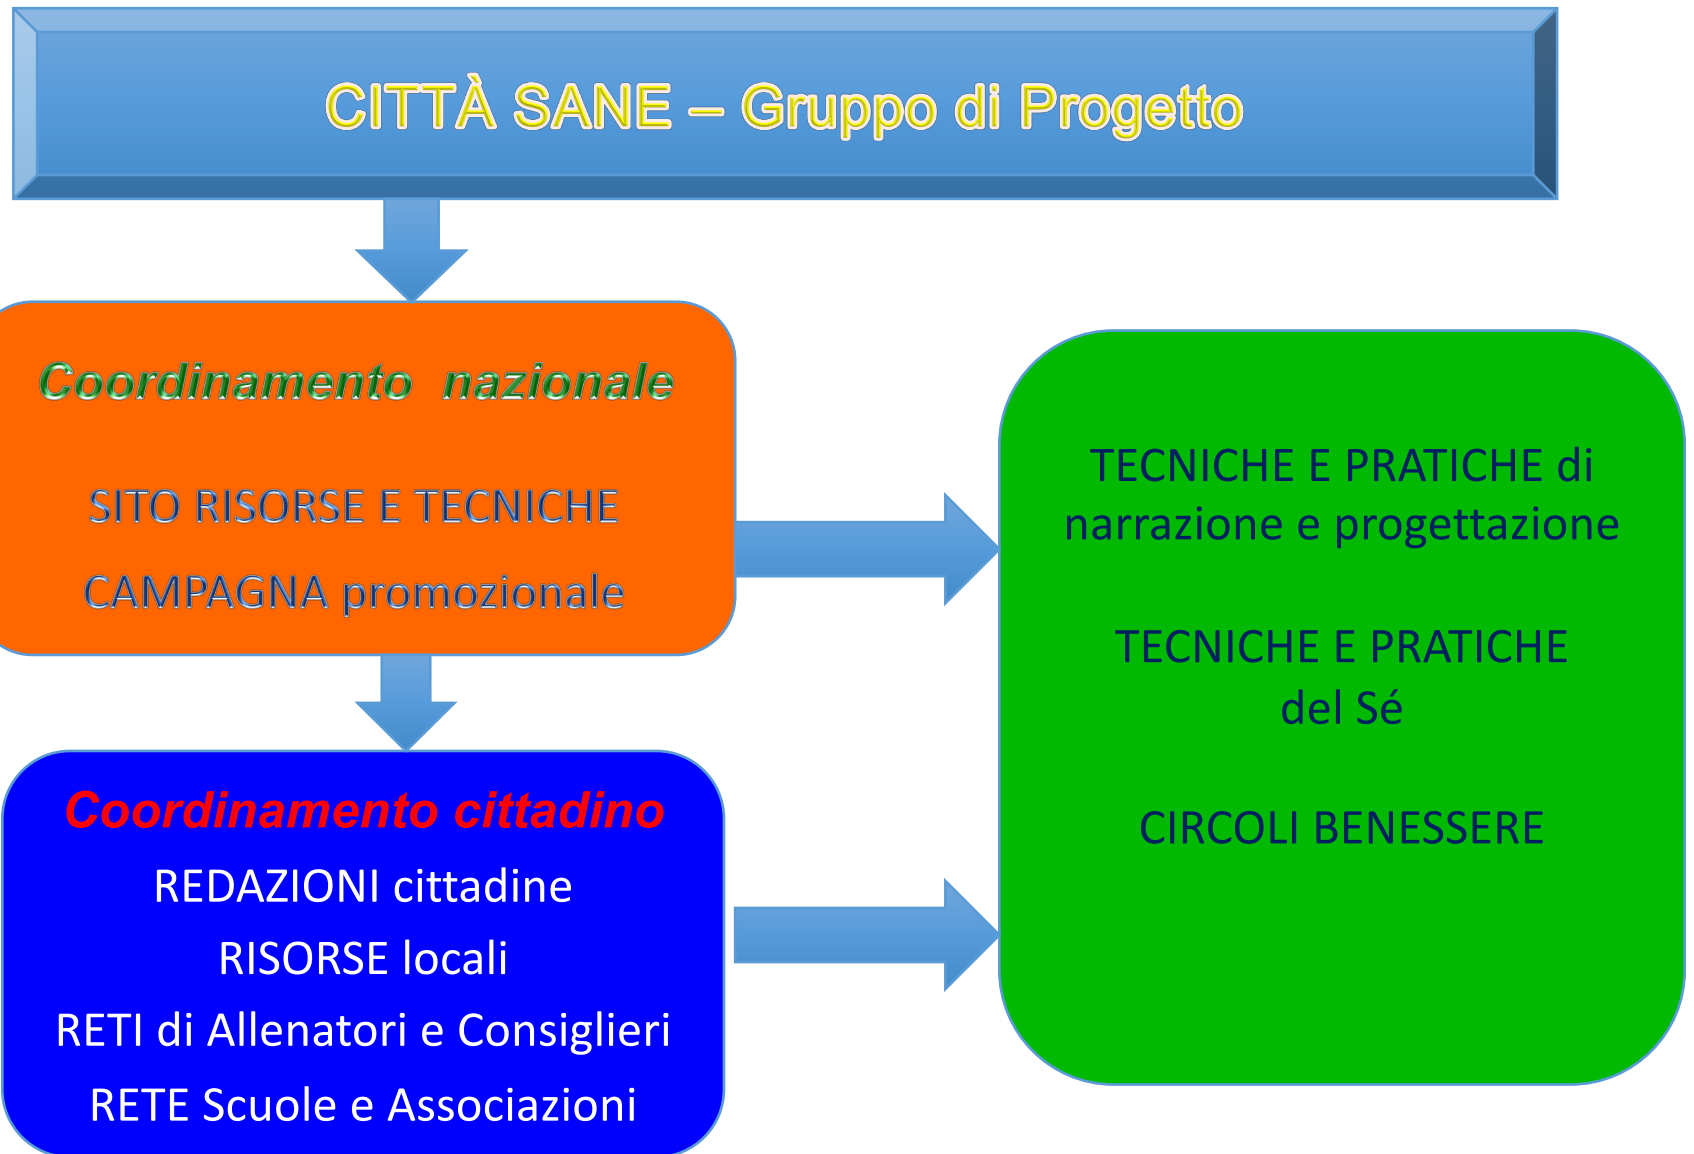 CITTÀ SANE – Gruppo di Progetto
Coordinamento nazionale
SITO RISORSE E TECNICHE
CAMPAGNA promozionale
Coordinamento cittadino
REDAZIONI cittadine
RISORSE locali
RETI di Allenatori e Consiglieri
RETE Scuole e Associazioni
TECNICHE E PRATICHE di
narrazione e progettazione
TECNICHE E PRATICHE
del Sé
CIRCOLI BENESSERE